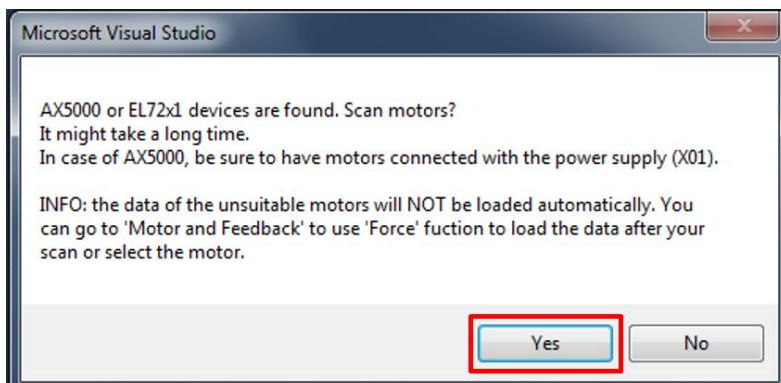 Microsoft Visual Studio
AX5000 or EL72x1 devices are found. Scan motors?
It might take a long time.
In case of AX5000, be sure to have motors connected with the power supply (X01).
INFO: the data of the unsuitable motors will NOT be loaded automatically. You
can go to 'Motor and Feedback' to use 'Force' fuction to load the data after your
scan or select the motor.
Yes No